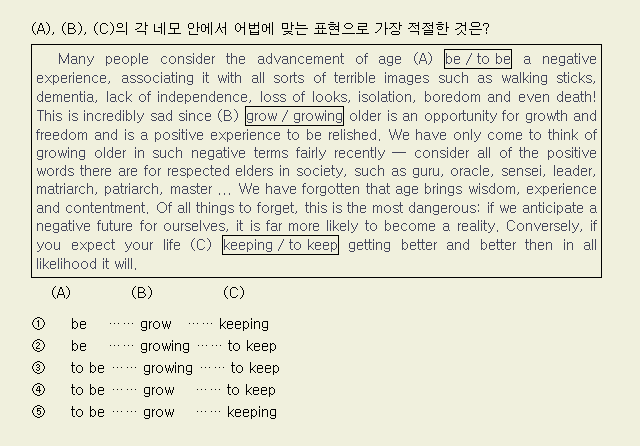 (A), (B), (C)의 각 네모 안에서 어법에 맞는 표현으로 가장 적절한 것은?
Many people consider the advancement of age (A) be / to be a negative
experience, associating it with all sorts of terrible images such as walking sticks,
dementia, lack of independence, loss of looks, isolation, boredom and even death!
This is incredibly sad since (B) grow / growing older is an opportunity for growth and
freedom and is a positive experience to be relished. We have only come to think of
growing older in such negative terms fairly recently — consider all of the positive
words there are for respected elders in society, such as guru, oracle, sensei, leader,
matriarch, patriarch, master ... We have forgotten that age brings wisdom, experience
and contentment. Of all things to forget, this is the most dangerous: if we anticipate a
negative future for ourselves, it is far more likely to become a reality. Conversely, if
you expect your life (C) keeping / to keep getting better and better then in all
likelihood it will.
(A) (B) (C)
① be …… grow …… keeping
② be …… growing …… to keep
③ to be …… growing …… to keep
④ to be …… grow …… to keep
⑤ to be …… grow …… keeping